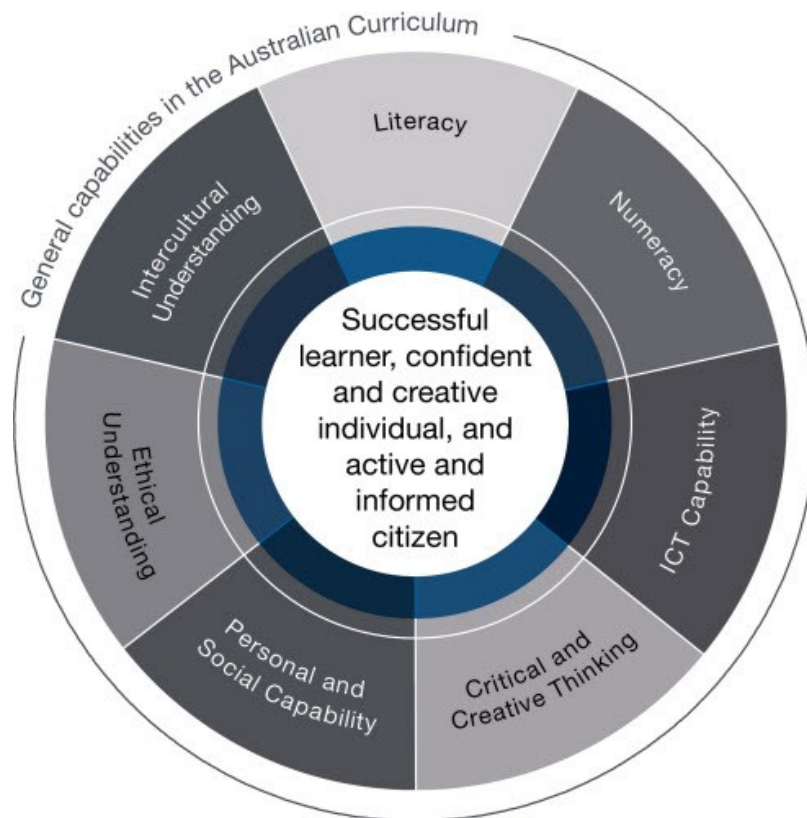 General capabilities in the Australian Curriculum
Literacy
Numeracy
ICT Capability
Critical and
Creative Thinking
Personal and
Social Capability
Ethical
Understanding
Intercultural
Understanding
Successful
learner, confident
and creative
individual, and
active and
informed
citizen